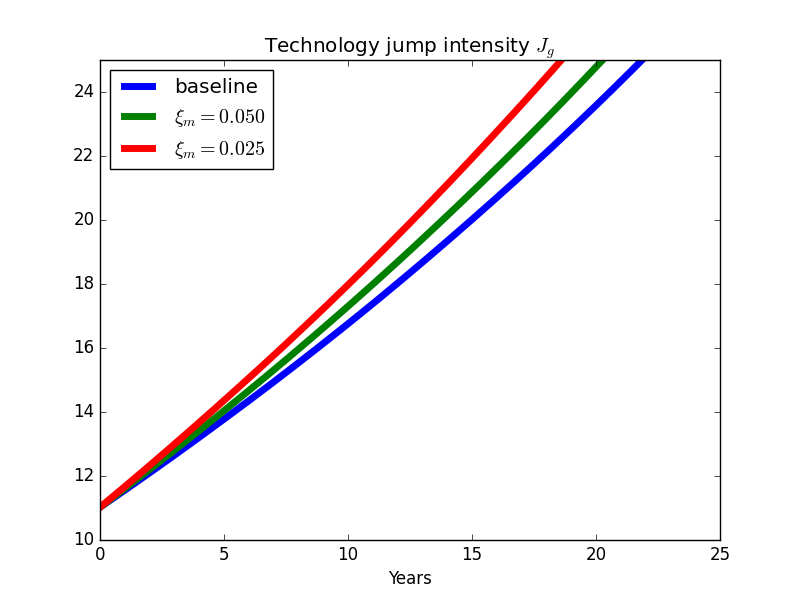 Technology jump intensity J_g
baseline
ξ_m = 0.050
ξ_m = 0.025
24
22
20
18
16
14
12
10
0 5 10 15 20 25
Years